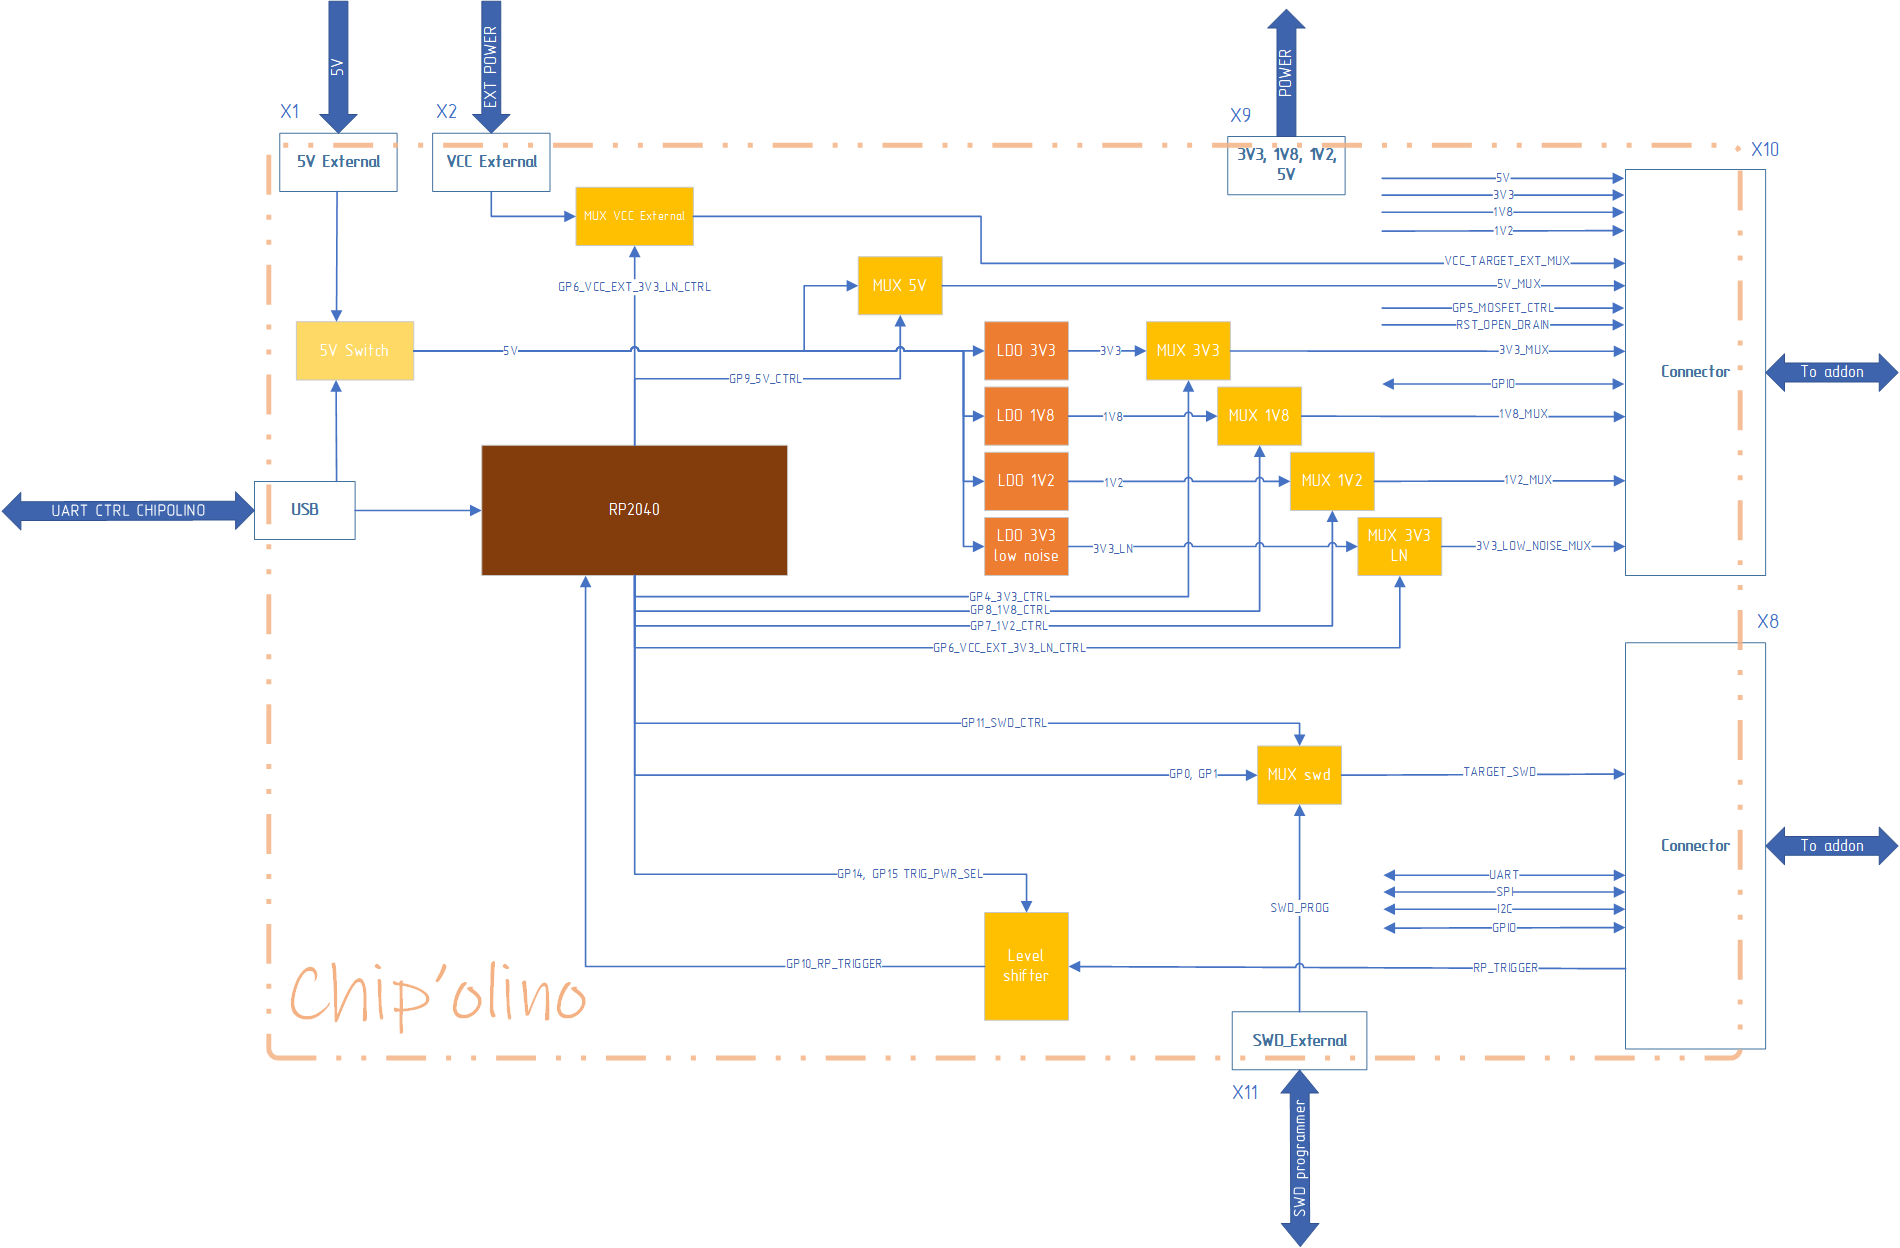 5V
EXT POWER
POWER
X1
X2
X9
X10
5V External
VCC External
3V3, 1V8, 1V2,
5V
MUX VCC External
5V
3V3
1V8
1V2
VCC_TARGET_EXT_MUX
GP6_VCC_EXT_3V3_LN_CTRL
MUX 5V
5V_MUX
GP5_MOSFET_CTRL
RST_OPEN_DRAIN
5V Switch
5V
LDO 3V3
3V3
MUX 3V3
3V3_MUX
GP9_5V_CTRL
GPIO
Connector
To addon
LDO 1V8
1V8
MUX 1V8
1V8_MUX
LDO 1V2
1V2
MUX 1V2
1V2_MUX
UART CTRL CHIPOLINO
USB
RP2040
LDO 3V3
low noise
3V3_LN
MUX 3V3
LN
3V3_LOW_NOISE_MUX
GP4_3V3_CTRL
GP8_1V8_CTRL
GP7_1V2_CTRL
GP6_VCC_EXT_3V3_LN_CTRL
X8
GP11_SWD_CTRL
GP0, GP1
MUX swd
TARGET_SWD
Connector
To addon
GP14, GP15 TRIG_PWR_SEL
UART
SPI
I2C
GPIO
SWD_PROG
Level
shifter
GP10_RP_TRIGGER
RP_TRIGGER
Chip'olino
SWD_External
X11
SWD programmer